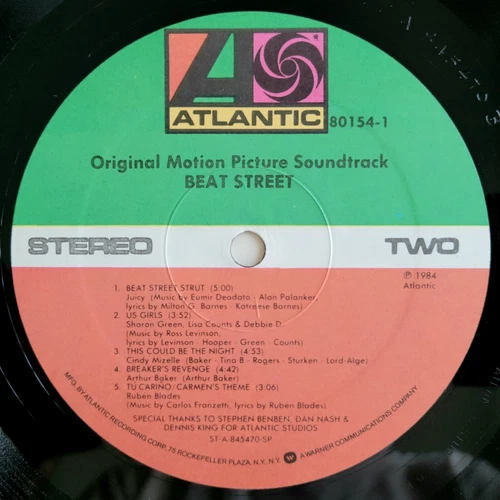 ATLANTIC
80154-1
Original Motion Picture Soundtrack
BEAT STREET
STEREO
TWO
℗ 1984
Atlantic
1. BEAT STREET STRUT (5:00)
Juicy (Music by Eumir Deodato - Alan Palanker,
lyrics by Milton G. Barnes - Katreese Barnes)
2. US GIRLS (3:52)
Sharon Green, Lisa Counts & Debbie D.
(Music by Ross Levinson,
lyrics by Levinson - Hooper - Green - Counts)
3. THIS COULD BE THE NIGHT (4:53)
Cindy Mizelle (Baker - Tina B - Rogers - Sturken - Lord-Alge)
4. BREAKER'S REVENGE (4:42)
Arthur Baker (Arthur Baker)
5. TU CARINO/CARMEN'S THEME (3:06)
Ruben Blades
(Music by Carlos Franzetti, lyrics by Ruben Blades)
SPECIAL THANKS TO STEPHEN BENBEN, DAN NASH &
DENNIS KING FOR ATLANTIC STUDIOS
ST-A-845470-SP
MFG. BY ATLANTIC RECORDING CORP., 75 ROCKEFELLER PLAZA, N.Y., N.Y. A WARNER COMMUNICATIONS COMPANY